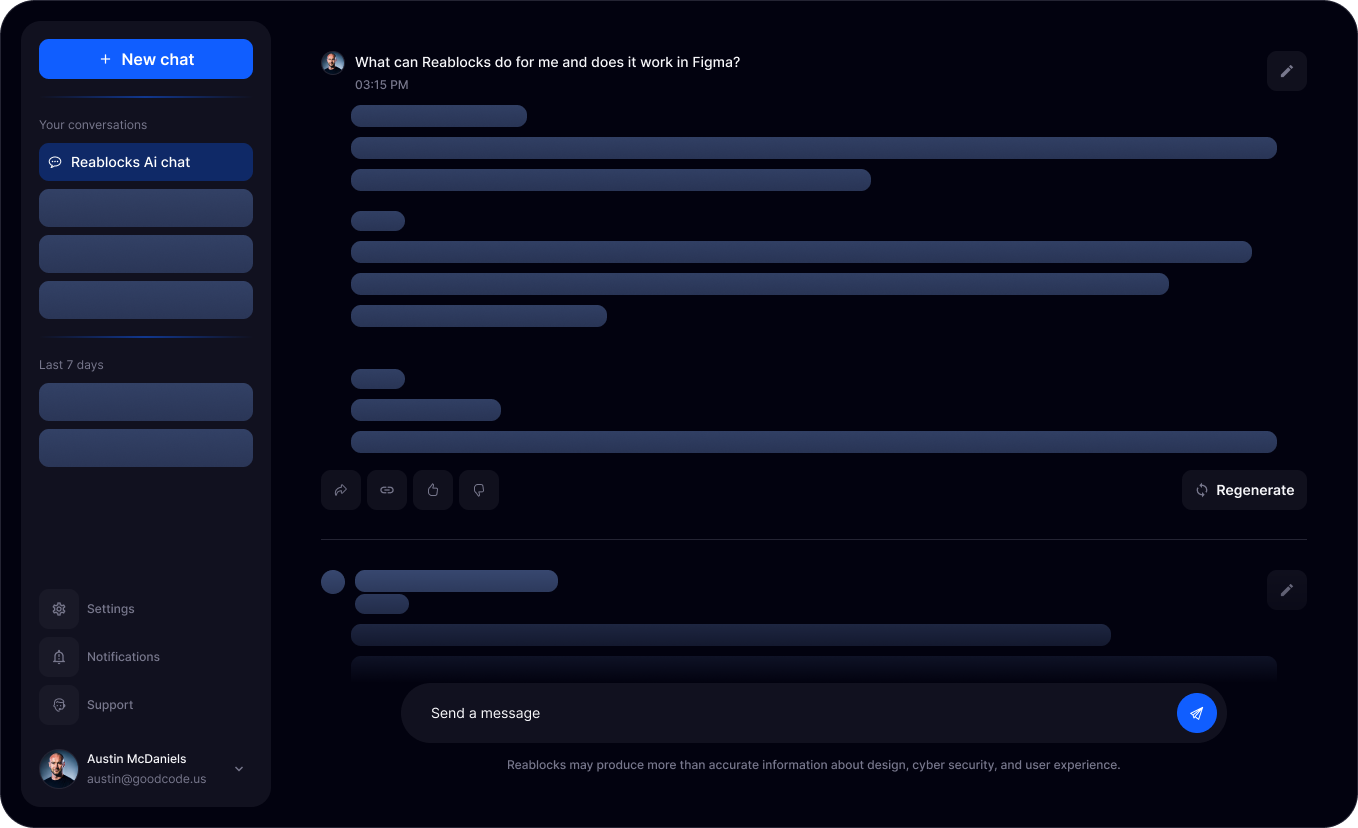 New chat
Your conversations
Reablocks Ai chat
Last 7 days
Settings
Notifications
Support
Austin McDaniels
austin@goodcode.us
What can Reablocks do for me and does it work in Figma?
03:15 PM
Regenerate
Send a message
Reablocks may produce more than accurate information about design, cyber security, and user experience.